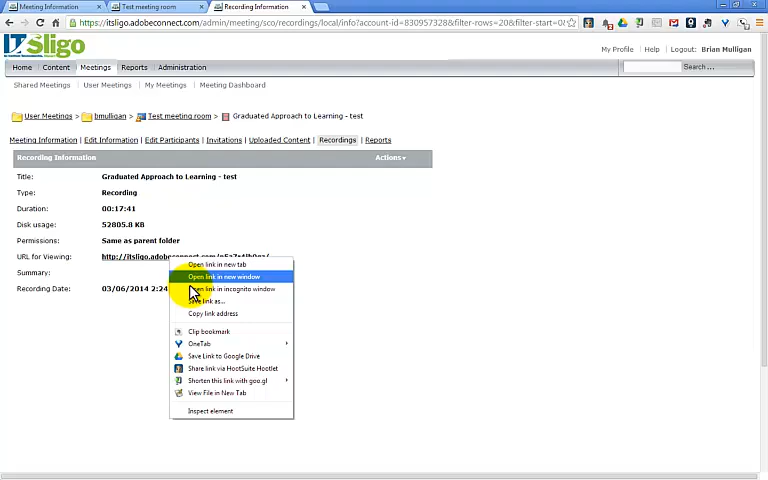 Meeting Information
Test meeting room
Recording Information
https://itsligo.adobeconnect.com/admin/meeting/sco/recordings/local/info?account-id=830957328&filter-rows=20&filter-start=0&
ITSligo
My Profile | Help | Logout: Brian Mulligan
Home | Content | Meetings | Reports | Administration
Search ...
Shared Meetings | User Meetings | My Meetings | Meeting Dashboard
User Meetings > bmulligan > Test meeting room > Graduated Approach to Learning - test
Meeting Information | Edit Information | Edit Participants | Invitations | Uploaded Content | Recordings | Reports
Recording Information
Actions
Title: Graduated Approach to Learning - test
Type: Recording
Duration: 00:17:41
Disk usage: 52805.8 KB
Permissions: Same as parent folder
URL for Viewing:
Summary:
Recording Date: 03/06/2014 2:24
Open link in new tab
Open link in new window
Open link in incognito window
Save link as...
Copy link address
Clip bookmark
OneTab
Save Link to Google Drive
Share link via HootSuite Hootlet
Shorten this link with goo.gl
View File in New Tab
Inspect element